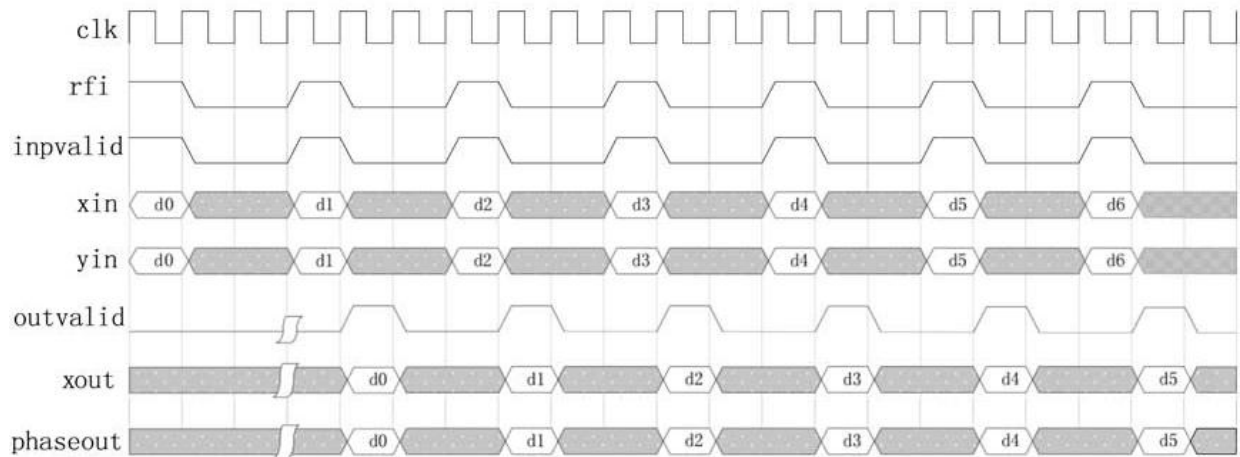 clk
rfi
inpvalid
xin d0 d1 d2 d3 d4 d5 d6
yin d0 d1 d2 d3 d4 d5 d6
outvalid
xout d0 d1 d2 d3 d4 d5
phaseout d0 d1 d2 d3 d4 d5